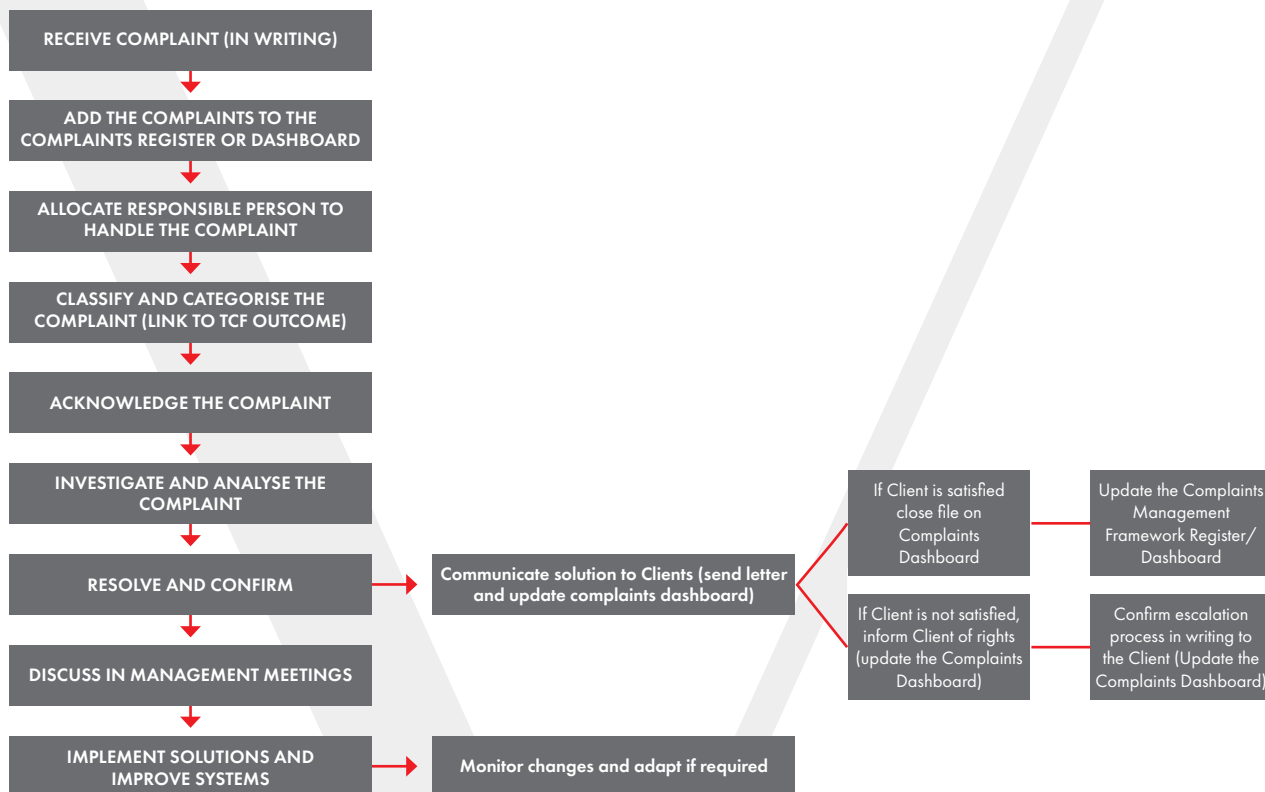 RECEIVE COMPLAINT (IN WRITING)
ADD THE COMPLAINTS TO THE
COMPLAINTS REGISTER OR DASHBOARD
ALLOCATE RESPONSIBLE PERSON TO
HANDLE THE COMPLAINT
CLASSIFY AND CATEGORISE THE
COMPLAINT (LINK TO TCF OUTCOME)
ACKNOWLEDGE THE COMPLAINT
INVESTIGATE AND ANALYSE THE
COMPLAINT
RESOLVE AND CONFIRM
Communicate solution to Clients (send letter
and update complaints dashboard)
If Client is satisfied
close file on
Complaints
Dashboard
Update the Complaints
Management
Framework Register/
Dashboard
If Client is not satisfied,
inform Client of rights
(update the Complaints
Dashboard)
Confirm escalation
process in writing to
the Client (Update the
Complaints Dashboard)
DISCUSS IN MANAGEMENT MEETINGS
IMPLEMENT SOLUTIONS AND
IMPROVE SYSTEMS
Monitor changes and adapt if required